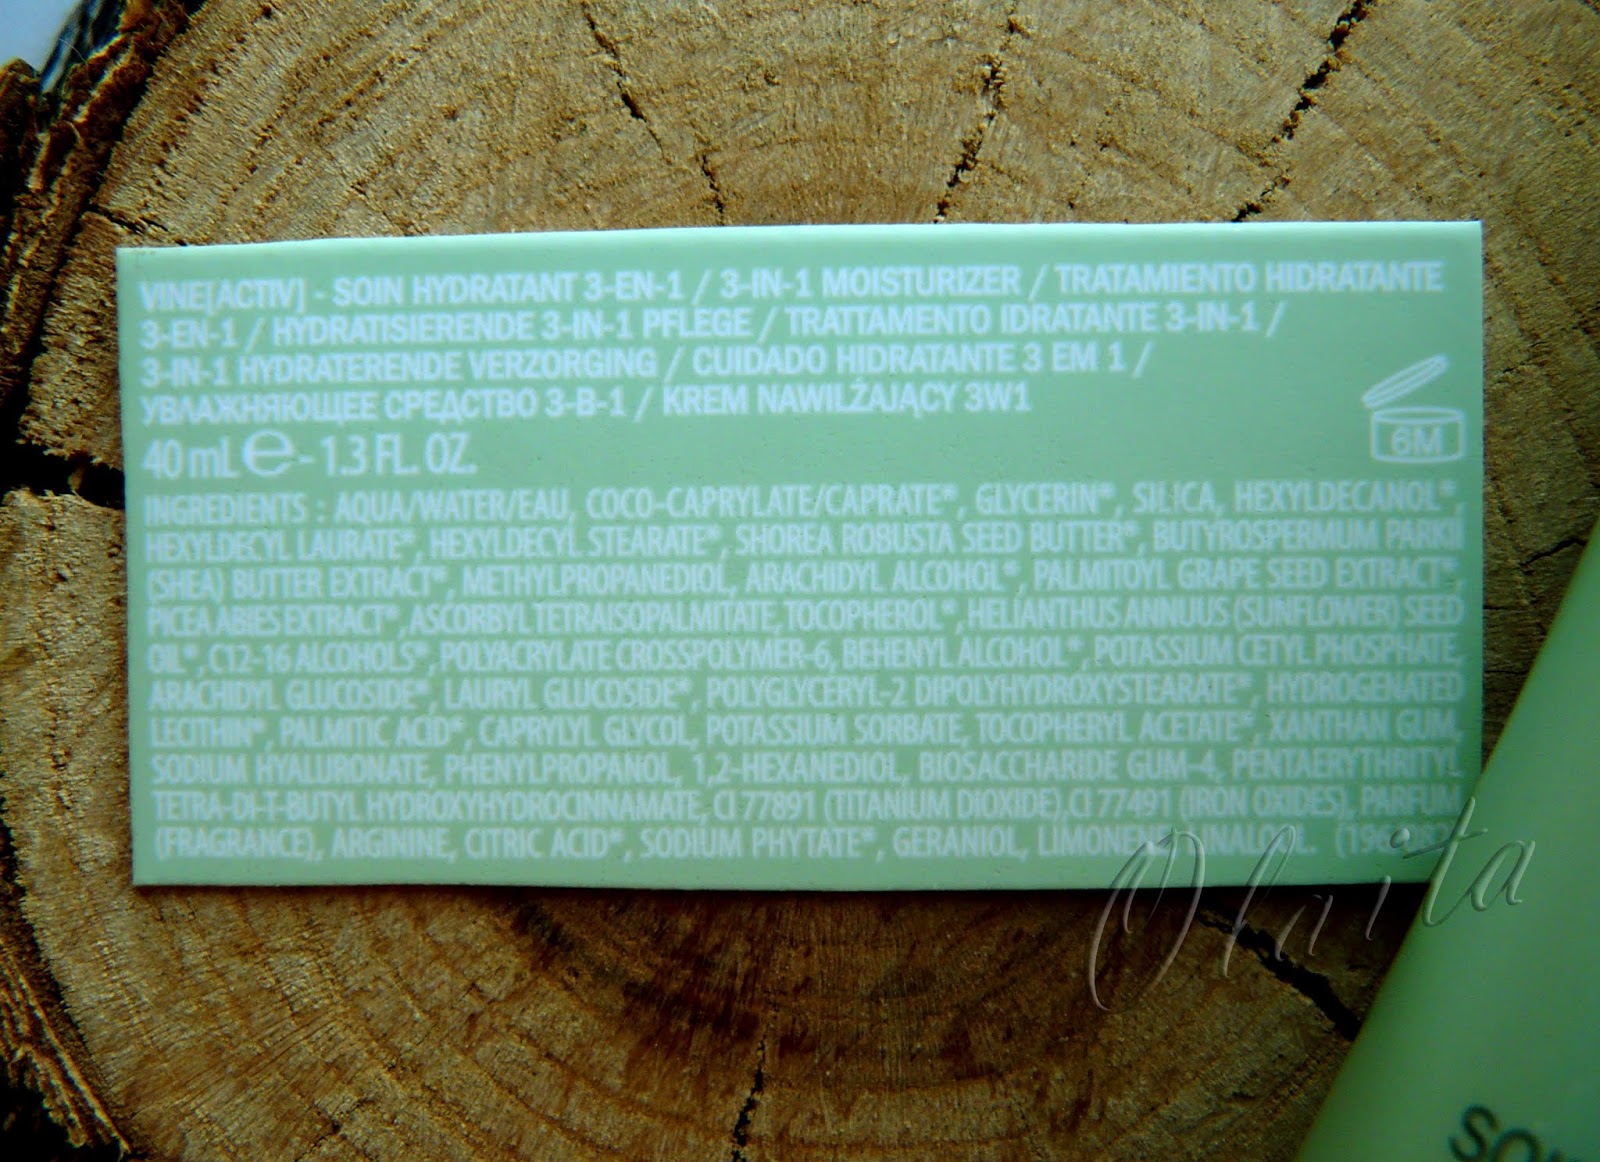 VINE[ACTIV] - SOIN HYDRATANT 3-EN-1 / 3-IN-1 MOISTURIZER / TRATAMIENTO HIDRATANTE
3-EN-1 / HYDRATISIERENDE 3-IN-1 PFLEGE / TRATTAMENTO IDRATANTE 3-IN-1 /
3-IN-1 HYDRATERENDE VERZORGING / CUIDADO HIDRATANTE 3 EM 1 /
УВЛАЖНЯЮЩЕЕ СРЕДСТВО 3-В-1 / KREM NAWILŻAJĄCY 3W1
40 mL e - 1.3 FL. OZ.
6M
INGREDIENTS : AQUA/WATER/EAU, COCO-CAPRYLATE/CAPRATE*, GLYCERIN*, SILICA, HEXYLDECANOL*,
HEXYLDECYL LAURATE*, HEXYLDECYL STEARATE*, SHOREA ROBUSTA SEED BUTTER*, BUTYROSPERMUM PARKII
(SHEA) BUTTER EXTRACT*, METHYLPROPANEDIOL, ARACHIDYL ALCOHOL*, PALMITOYL GRAPE SEED EXTRACT*,
PICEA ABIES EXTRACT*, ASCORBYL TETRAISOPALMITATE, TOCOPHEROL*, HELIANTHUS ANNUUS (SUNFLOWER) SEED
OIL*, C12-16 ALCOHOLS*, POLYACRYLATE CROSSPOLYMER-6, BEHENYL ALCOHOL*, POTASSIUM CETYL PHOSPHATE,
ARACHIDYL GLUCOSIDE*, LAURYL GLUCOSIDE*, POLYGLYCERYL-2 DIPOLYHYDROXYSTEARATE*, HYDROGENATED
LECITHIN*, PALMITIC ACID*, CAPRYLYL GLYCOL, POTASSIUM SORBATE, TOCOPHERYL ACETATE*, XANTHAN GUM,
SODIUM HYALURONATE, PHENYLPROPANOL, 1,2-HEXANEDIOL, BIOSACCHARIDE GUM-4, PENTAERYTHRITYL
TETRA-DI-T-BUTYL HYDROXYHYDROCINNAMATE, CI 77891 (TITANIUM DIOXIDE), CI 77491 (IRON OXIDES), PARFUM
(FRAGRANCE), ARGININE, CITRIC ACID*, SODIUM PHYTATE*, GERANIOL, LIMONENE, LINALOOL.
Olaita